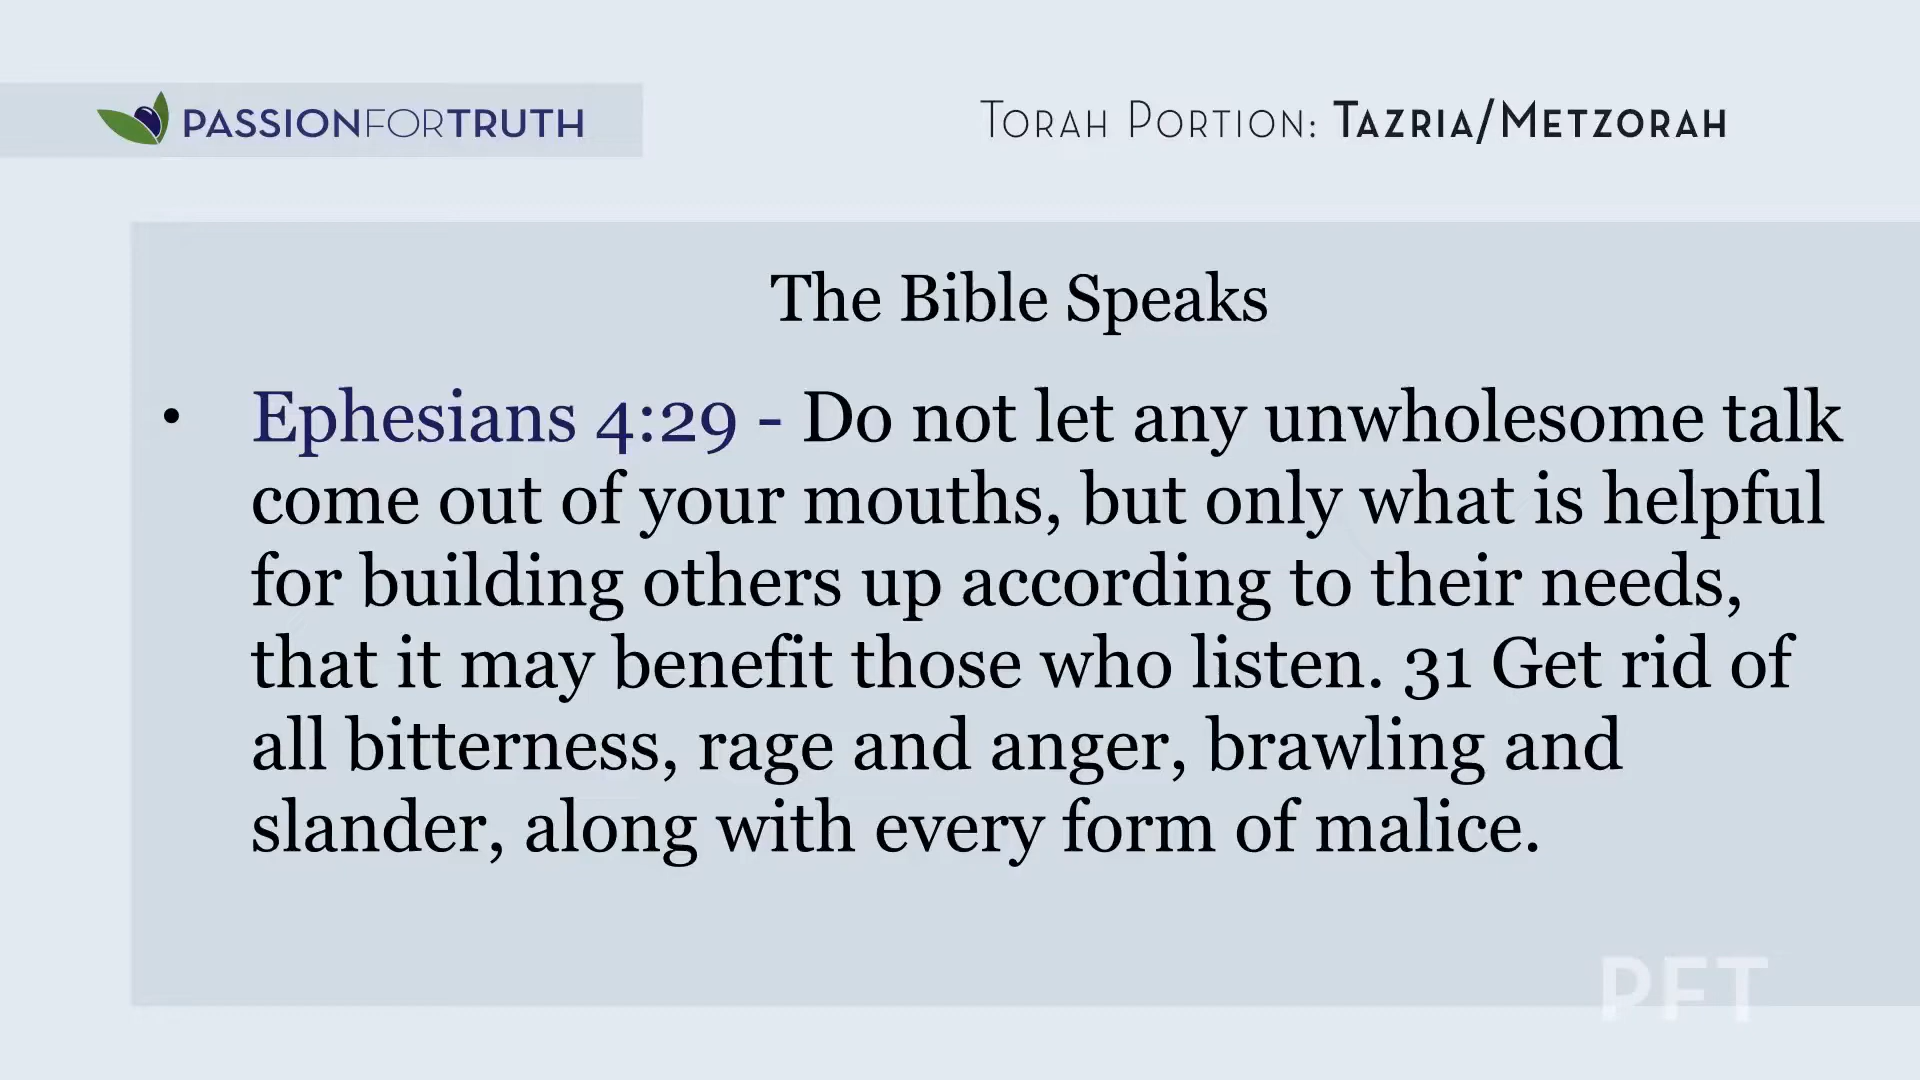 PASSIONFORTRUTH
Torah Portion: Tazria/Metzorah
The Bible Speaks
• Ephesians 4:29 - Do not let any unwholesome talk
come out of your mouths, but only what is helpful
for building others up according to their needs,
that it may benefit those who listen. 31 Get rid of
all bitterness, rage and anger, brawling and
slander, along with every form of malice.
PFT